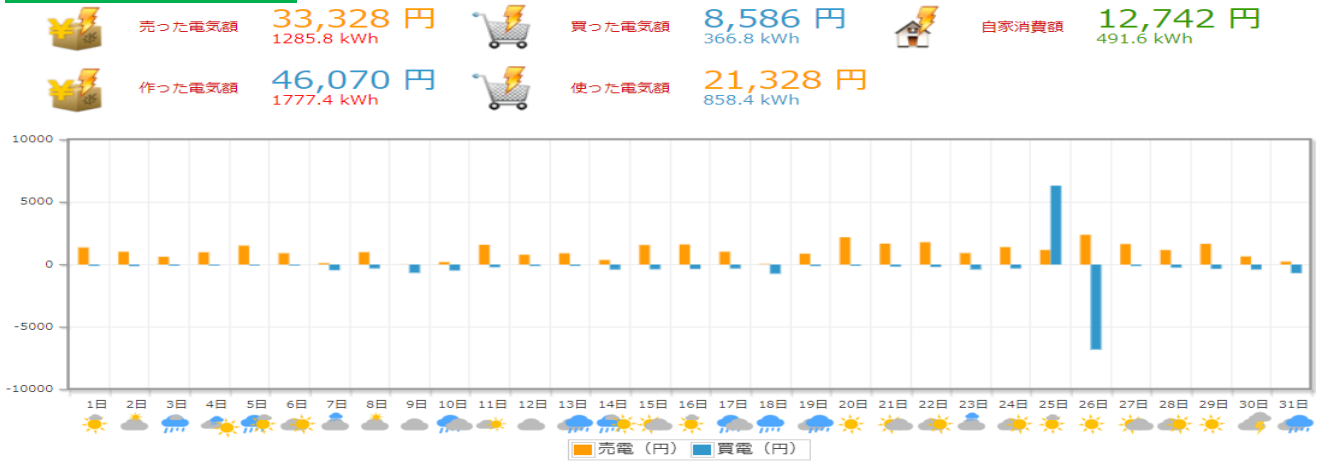 売った電気額 33,328 円 買った電気額 8,586 円 自家消費額 12,742 円
1285.8 kWh 366.8 kWh 491.6 kWh
作った電気額 46,070 円 使った電気額 21,328 円
1777.4 kWh 858.4 kWh
10000
5000
0
-5000
-10000
1日 2日 3日 4日 5日 6日 7日 8日 9日 10日 11日 12日 13日 14日 15日 16日 17日 18日 19日 20日 21日 22日 23日 24日 25日 26日 27日 28日 29日 30日 31日
売電（円） 買電（円）